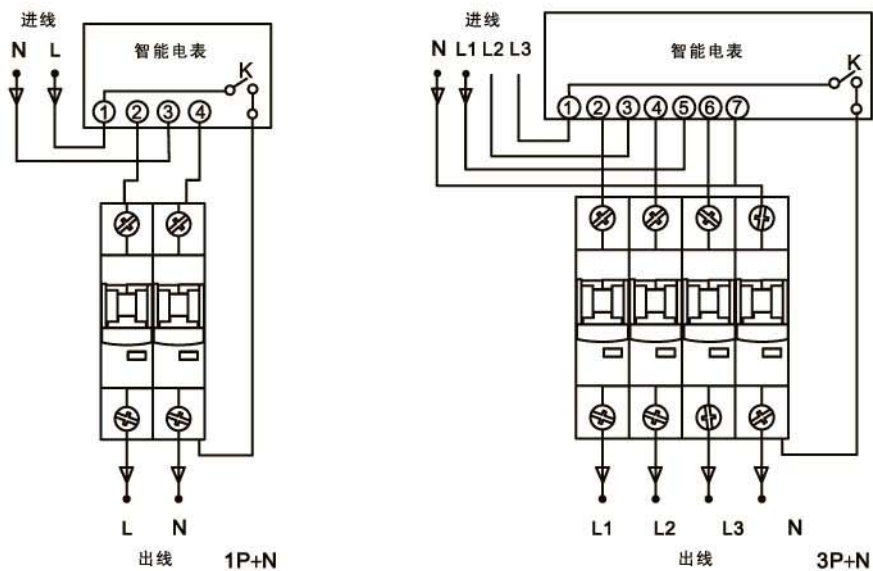 进线
N L
智能电表
K
① ② ③ ④
L N
出线 1P+N
进线
N L1 L2 L3
智能电表
K
① ② ③ ④ ⑤ ⑥ ⑦
L1 L2 L3 N
出线 3P+N